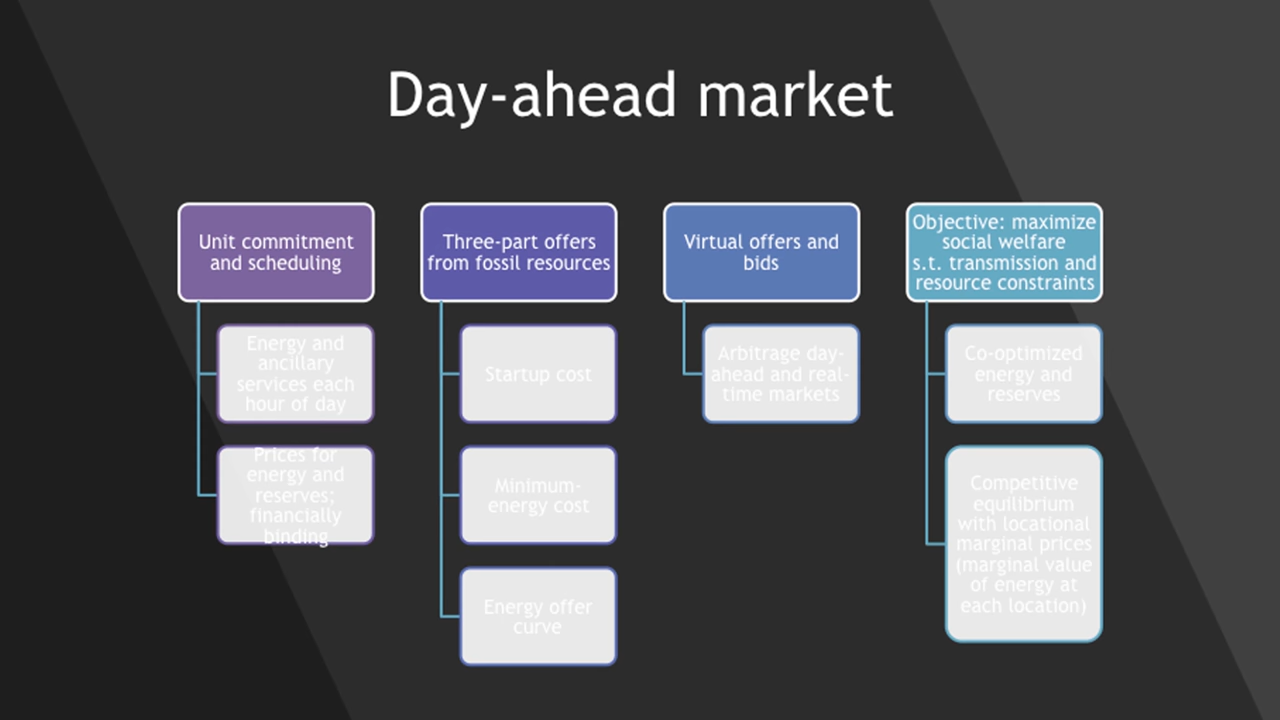 Day-ahead market
Unit commitment
and scheduling
Energy and
ancillary
services each
hour of day
Prices for
energy and
reserves;
financially
binding
Three-part offers
from fossil resources
Startup cost
Minimum-
energy cost
Energy offer
curve
Virtual offers and
bids
Arbitrage day-
ahead and real-
time markets
Objective: maximize
social welfare
s.t. transmission and
resource constraints
Co-optimized
energy and
reserves
Competitive
equilibrium
with locational
marginal prices
(marginal value
of energy at
each location)